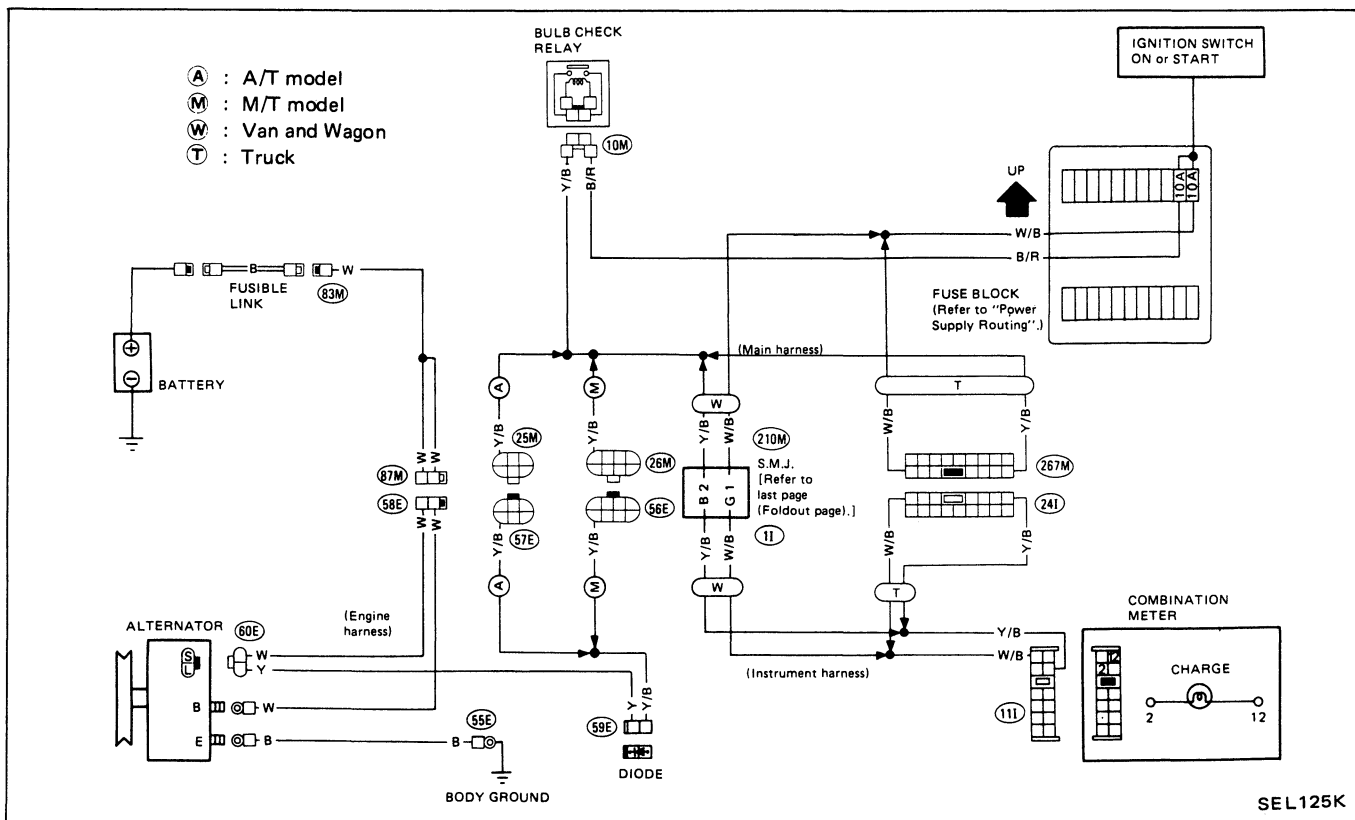 BULB CHECK
RELAY
IGNITION SWITCH
ON or START
A : A/T model
M : M/T model
W : Van and Wagon
T : Truck
10M
Y/B
B/R
UP
10A
10A
W/B
B/R
FUSE BLOCK
(Refer to "Power
Supply Routing".)
B
W
FUSIBLE
LINK
83M
BATTERY
(Main harness)
A
M
W
T
Y/B
Y/B
Y/B
W/B
W/B
Y/B
W
W
25M
26M
210M
267M
87M
58E
57E
56E
S.M.J.
[Refer to
last page
(Foldout page).]
B 2
G 1
1I
24I
W
W
Y/B
Y/B
Y/B
W/B
W/B
Y/B
A
M
W
T
(Engine
harness)
ALTERNATOR
60E
S
L
W
Y
B
W
E
B
B
55E
BODY GROUND
Y
Y/B
59E
DIODE
(Instrument harness)
Y/B
W/B
11I
COMBINATION
METER
12
2
CHARGE
2
12
SEL125K